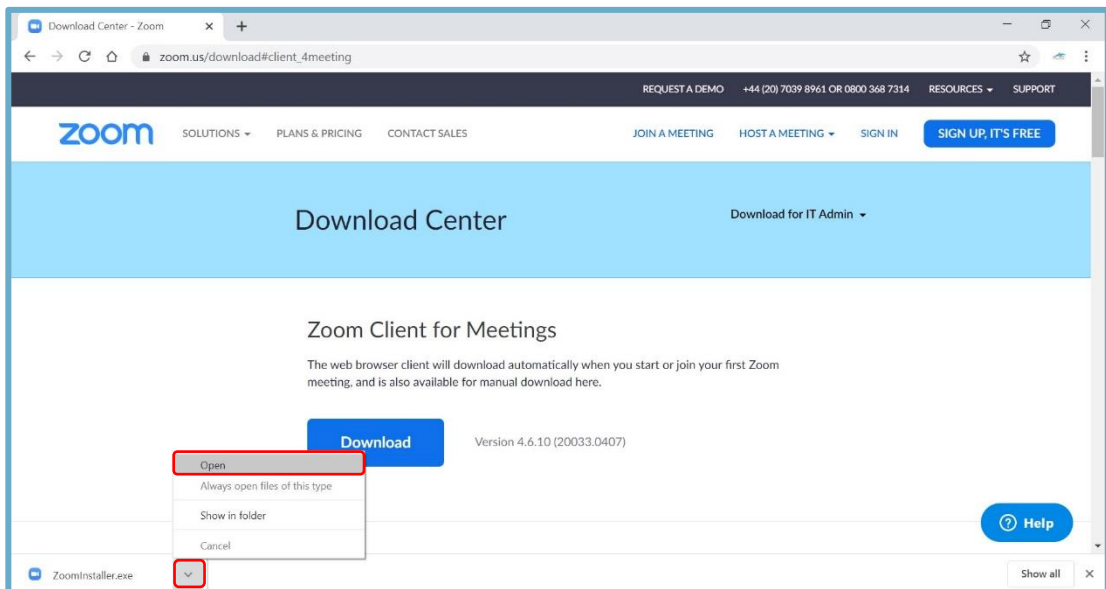 Download Center - Zoom
zoom.us/download#client_4meeting
REQUEST A DEMO +44 (20) 7039 8961 OR 0800 368 7314 RESOURCES SUPPORT
zoom SOLUTIONS PLANS & PRICING CONTACT SALES JOIN A MEETING HOST A MEETING SIGN IN SIGN UP, IT'S FREE
Download Center Download for IT Admin
Zoom Client for Meetings
The web browser client will download automatically when you start or join your first Zoom
meeting, and is also available for manual download here.
Download Version 4.6.10 (20033.0407)
Open
Always open files of this type
Show in folder
Cancel
Help
ZoomInstaller.exe Show all